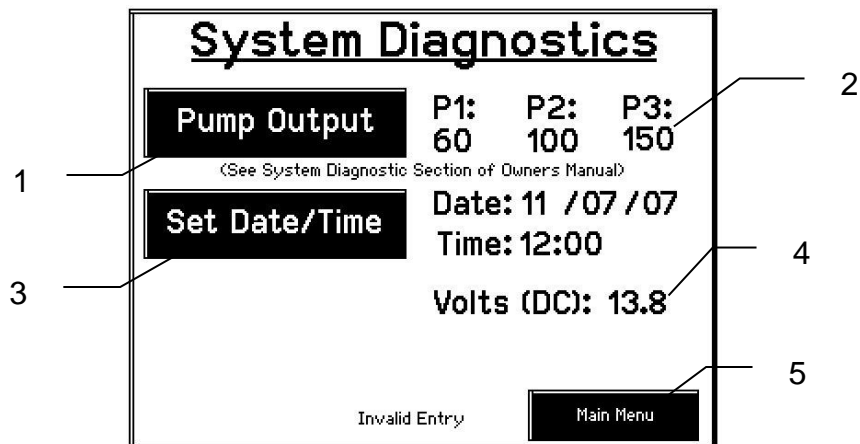 System Diagnostics
Pump Output
P1: P2: P3:
60 100 150
2
1
(See System Diagnostic Section of Owners Manual)
Set Date/Time
Date: 11 /07 /07
Time: 12:00
4
3
Volts (DC): 13.8
5
Invalid Entry
Main Menu